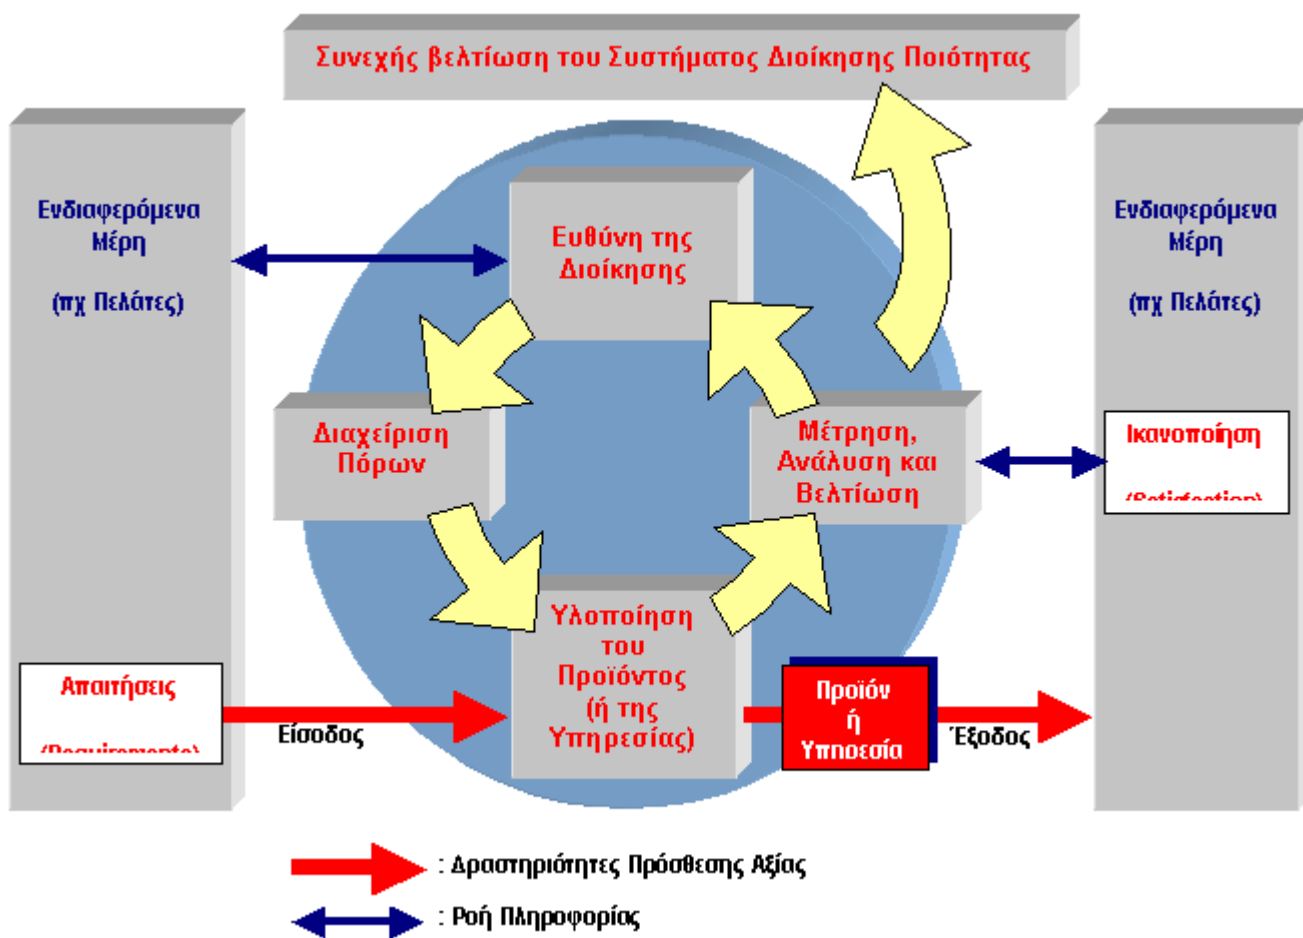 Συνεχής βελτίωση του Συστήματος Διοίκησης Ποιότητας
Ενδιαφερόμενα
Μέρη
(πχ Πελάτες)
Ευθύνη της
Διοίκησης
Ενδιαφερόμενα
Μέρη
(πχ Πελάτες)
Διαχείριση
Πόρων
Μέτρηση,
Ανάλυση και
Βελτίωση
Ικανοποίηση
(Satisfaction)
Υλοποίηση
του
Προϊόντος
(ή της
Υπηρεσίας)
Απαιτήσεις
(Requirements)
Είσοδος
Προϊόν
ή
Υπηρεσία
Έξοδος
: Δραστηριότητες Πρόσθεσης Αξίας
: Ροή Πληροφορίας